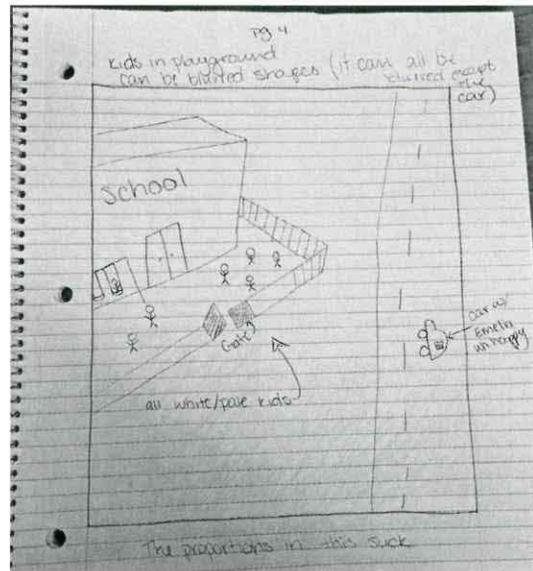 pg 4
kids in playground
can be blurred shapes (it can all be
blurred except
the
car)
School
(gate)
car w/
Emelia
unhappy
all white/pale kids
The proportions in this suck